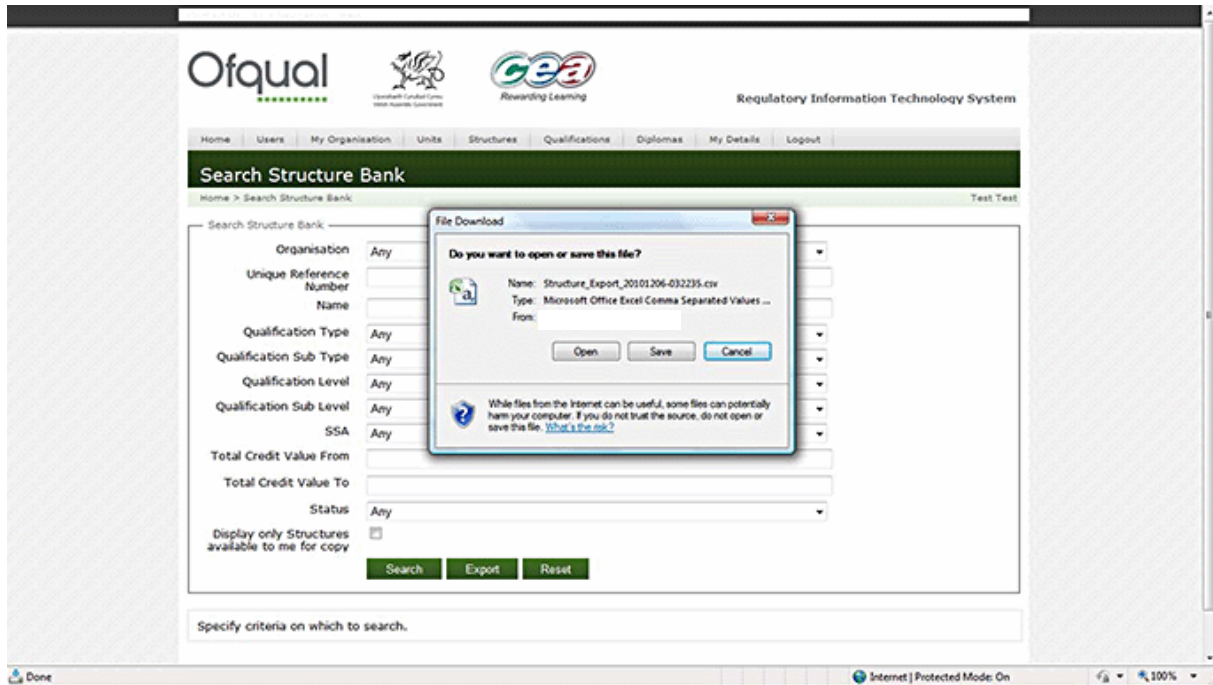 Ofqual
Llywodraeth Cynulliad Cymru
Welsh Assembly Government
cea
Rewarding Learning
Regulatory Information Technology System
Home Users My Organisation Units Structures Qualifications Diplomas My Details Logout
Search Structure Bank
Home > Search Structure Bank Test Test
Search Structure Bank
Organisation Any
Unique Reference
Number
Name
Qualification Type Any
Qualification Sub Type Any
Qualification Level Any
Qualification Sub Level Any
SSA Any
Total Credit Value From
Total Credit Value To
Status Any
Display only Structures
available to me for copy
Search Export Reset
File Download
Do you want to open or save this file?
Name: Structure_Export_20101206-032235.csv
Type: Microsoft Office Excel Comma Separated Values ...
From:
Open Save Cancel
While files from the Internet can be useful, some files can potentially
harm your computer. If you do not trust the source, do not open or
save this file. What's the risk?
Specify criteria on which to search.
Done Internet | Protected Mode: On 100%